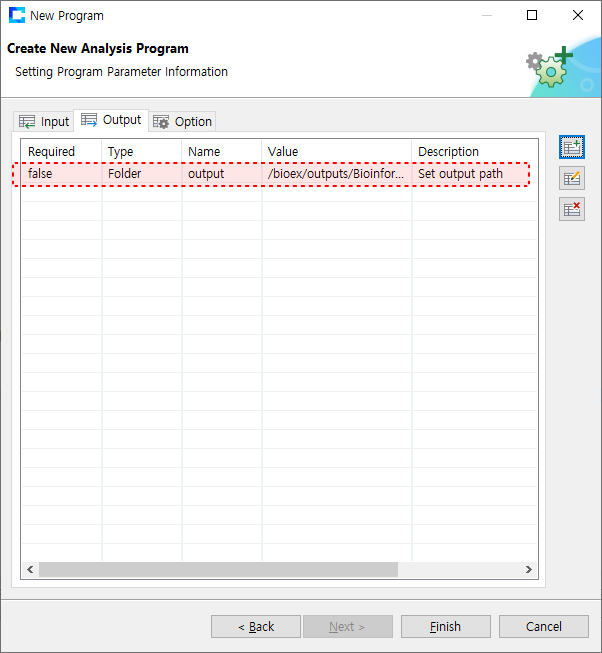 New Program
Create New Analysis Program
Setting Program Parameter Information
Input Output Option
Required Type Name Value Description
false Folder output /bioex/outputs/Bioinfor... Set output path
< Back Next > Finish Cancel